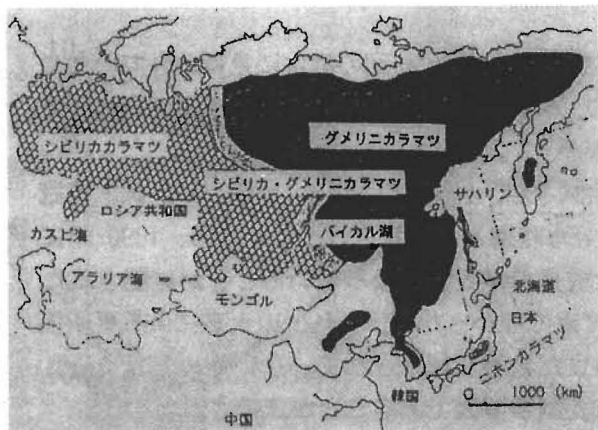 グメリニカラマツ
シビリカカラマツ
シビリカ・グメリニカラマツ
サハリン
ロシア共和国
カスピ海
バイカル湖
アラリア海
モンゴル
北海道
日本
ニホンカラマツ
韓国
0 1000 (km)
中国